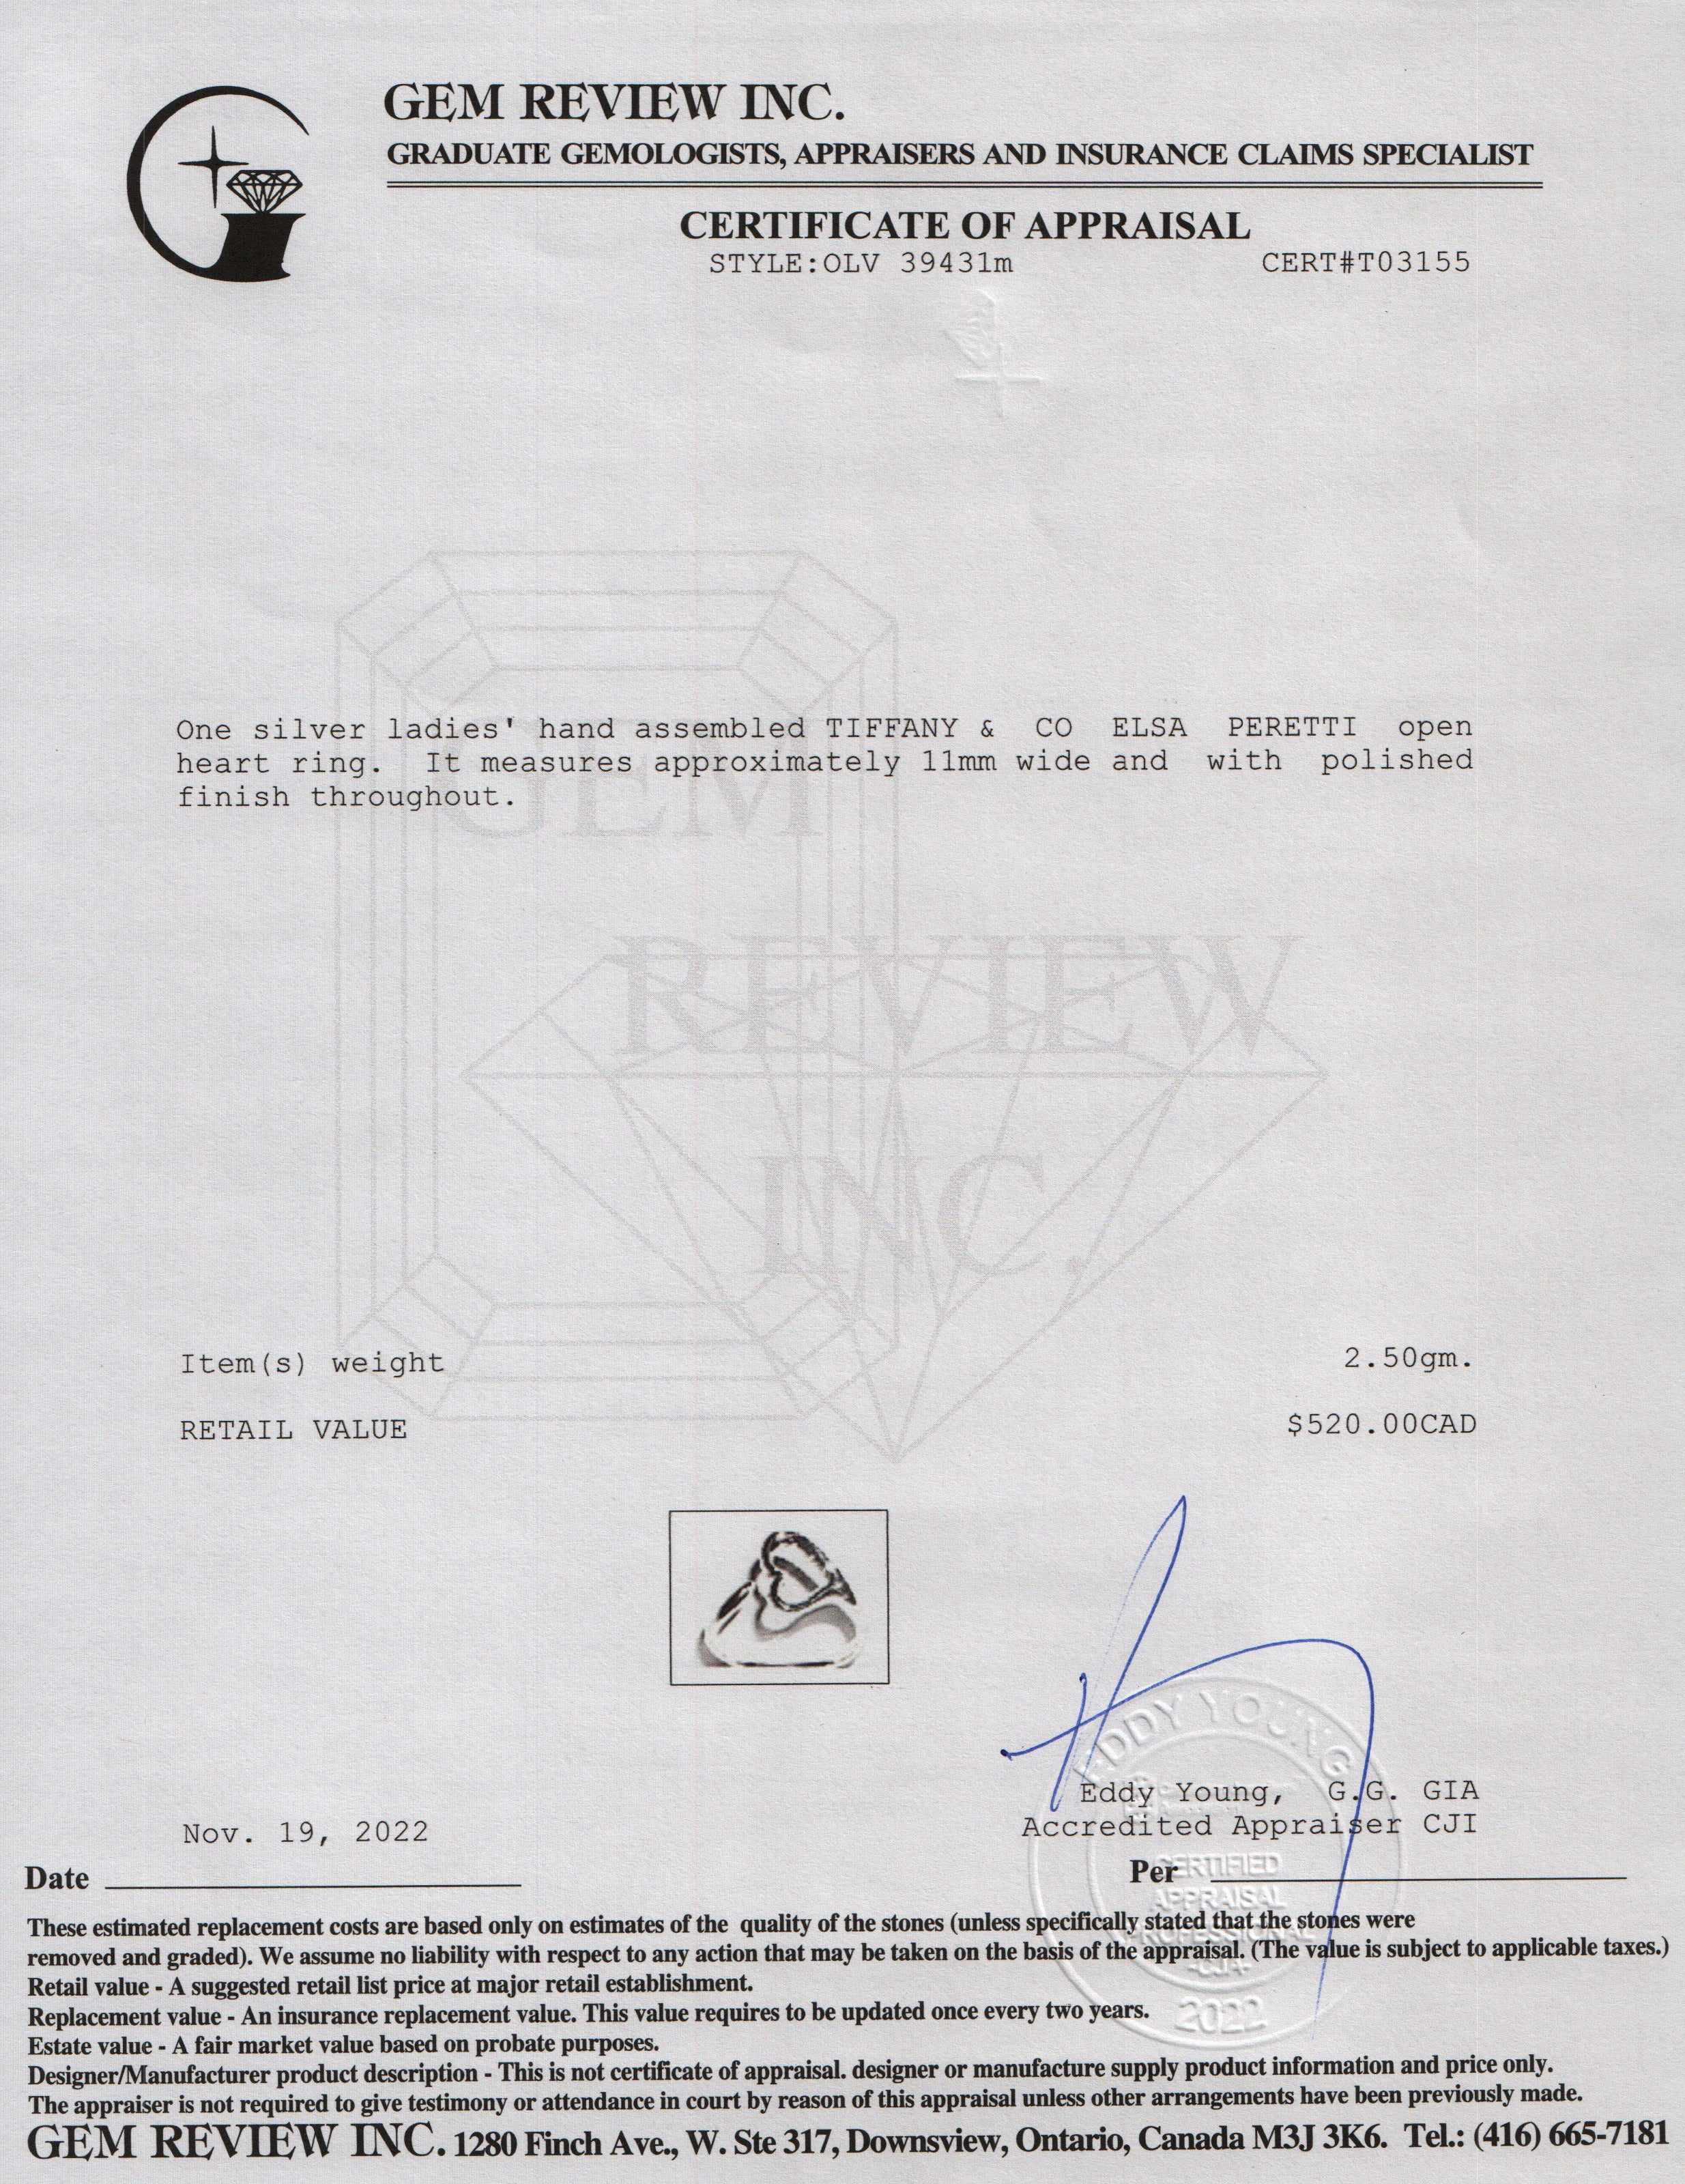 GEM REVIEW INC.
GRADUATE GEMOLOGISTS, APPRAISERS AND INSURANCE CLAIMS SPECIALIST
CERTIFICATE OF APPRAISAL
STYLE:OLV 39431m CERT#T03155
One silver ladies' hand assembled TIFFANY & CO ELSA PERETTI open
heart ring. It measures approximately 11mm wide and with polished
finish throughout.
GEM
REVIEW
INC.
Item(s) weight 2.50gm.
RETAIL VALUE $520.00CAD
EDDY YOUNG
Eddy Young, G.G. GIA
Accredited Appraiser CJI
Nov. 19, 2022
Date
Per
CERTIFIED
APPRAISAL
PROFESSIONAL
2022
These estimated replacement costs are based only on estimates of the quality of the stones (unless specifically stated that the stones were
removed and graded). We assume no liability with respect to any action that may be taken on the basis of the appraisal. (The value is subject to applicable taxes.)
Retail value - A suggested retail list price at major retail establishment.
Replacement value - An insurance replacement value. This value requires to be updated once every two years.
Estate value - A fair market value based on probate purposes.
Designer/Manufacturer product description - This is not certificate of appraisal. designer or manufacture supply product information and price only.
The appraiser is not required to give testimony or attendance in court by reason of this appraisal unless other arrangements have been previously made.
GEM REVIEW INC. 1280 Finch Ave., W. Ste 317, Downsview, Ontario, Canada M3J 3K6. Tel.: (416) 665-7181